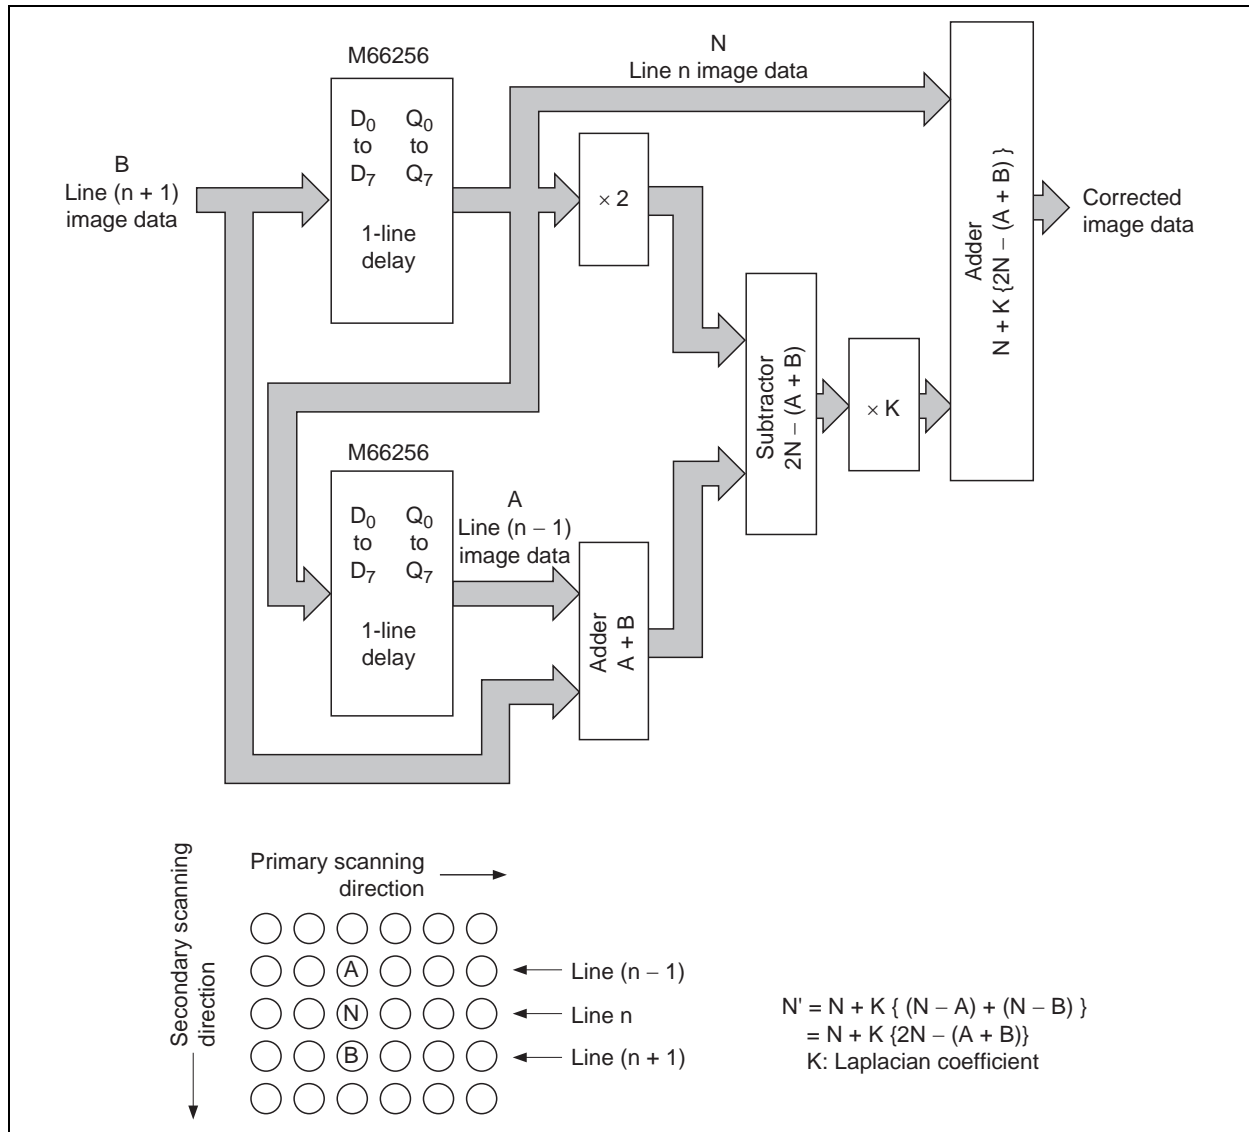 M66256
D₀ Q₀
to to
D₇ Q₇
1-line
delay
B
Line (n + 1)
image data
N
Line n image data
× 2
Adder
N + K {2N – (A + B) }
Corrected
image data
Subtractor
2N – (A + B)
× K
M66256
D₀ Q₀
to to
D₇ Q₇
1-line
delay
A
Line (n – 1)
image data
Adder
A + B
Primary scanning
direction
Secondary scanning
direction
A
Line (n – 1)
N
Line n
B
Line (n + 1)
N' = N + K { (N – A) + (N – B) }
= N + K {2N – (A + B)}
K: Laplacian coefficient